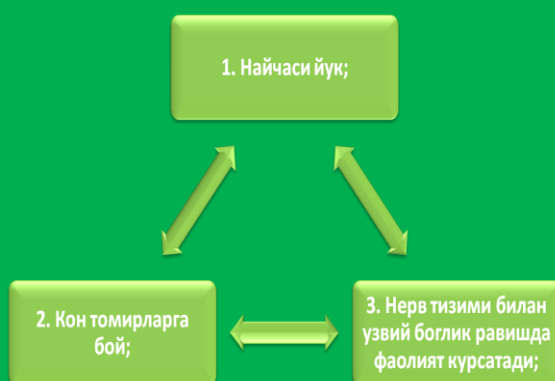 1. Найчаси йук;
2. Кон томирларга
бой;
3. Нерв тизими билан
узвий боглик равишда
фаолият курсатади;